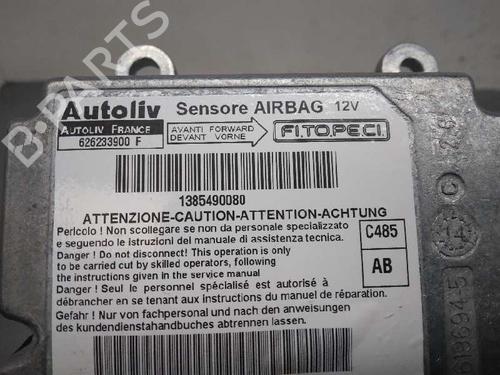 Autoliv Sensore AIRBAG 12V
AUTOLIV FRANCE
626233900 F
AVANTI FORWARD
DEVANT VORNE
F.I.TO.PE.CI.
1385490080
ATTENZIONE-CAUTION-ATTENTION-ACHTUNG
Pericolo ! Non scollegare se non da personale specializzato
e seguendo le istruzioni del manuale di assistenza tecnica.
Danger ! Do not disconnect! This operation is only
to be carried cut by skilled operators, following
the instructions given in the service manual
Danger ! Seul le personnel spécialisé est autorisé à
débrancher en se tenant aux instructions du manuel de réparation.
Gefahr ! Nur von fachpersonal und nach den anweisungen
des kundendienstahandbuches abtrennen lassen.
C485
AB
B-PARTS